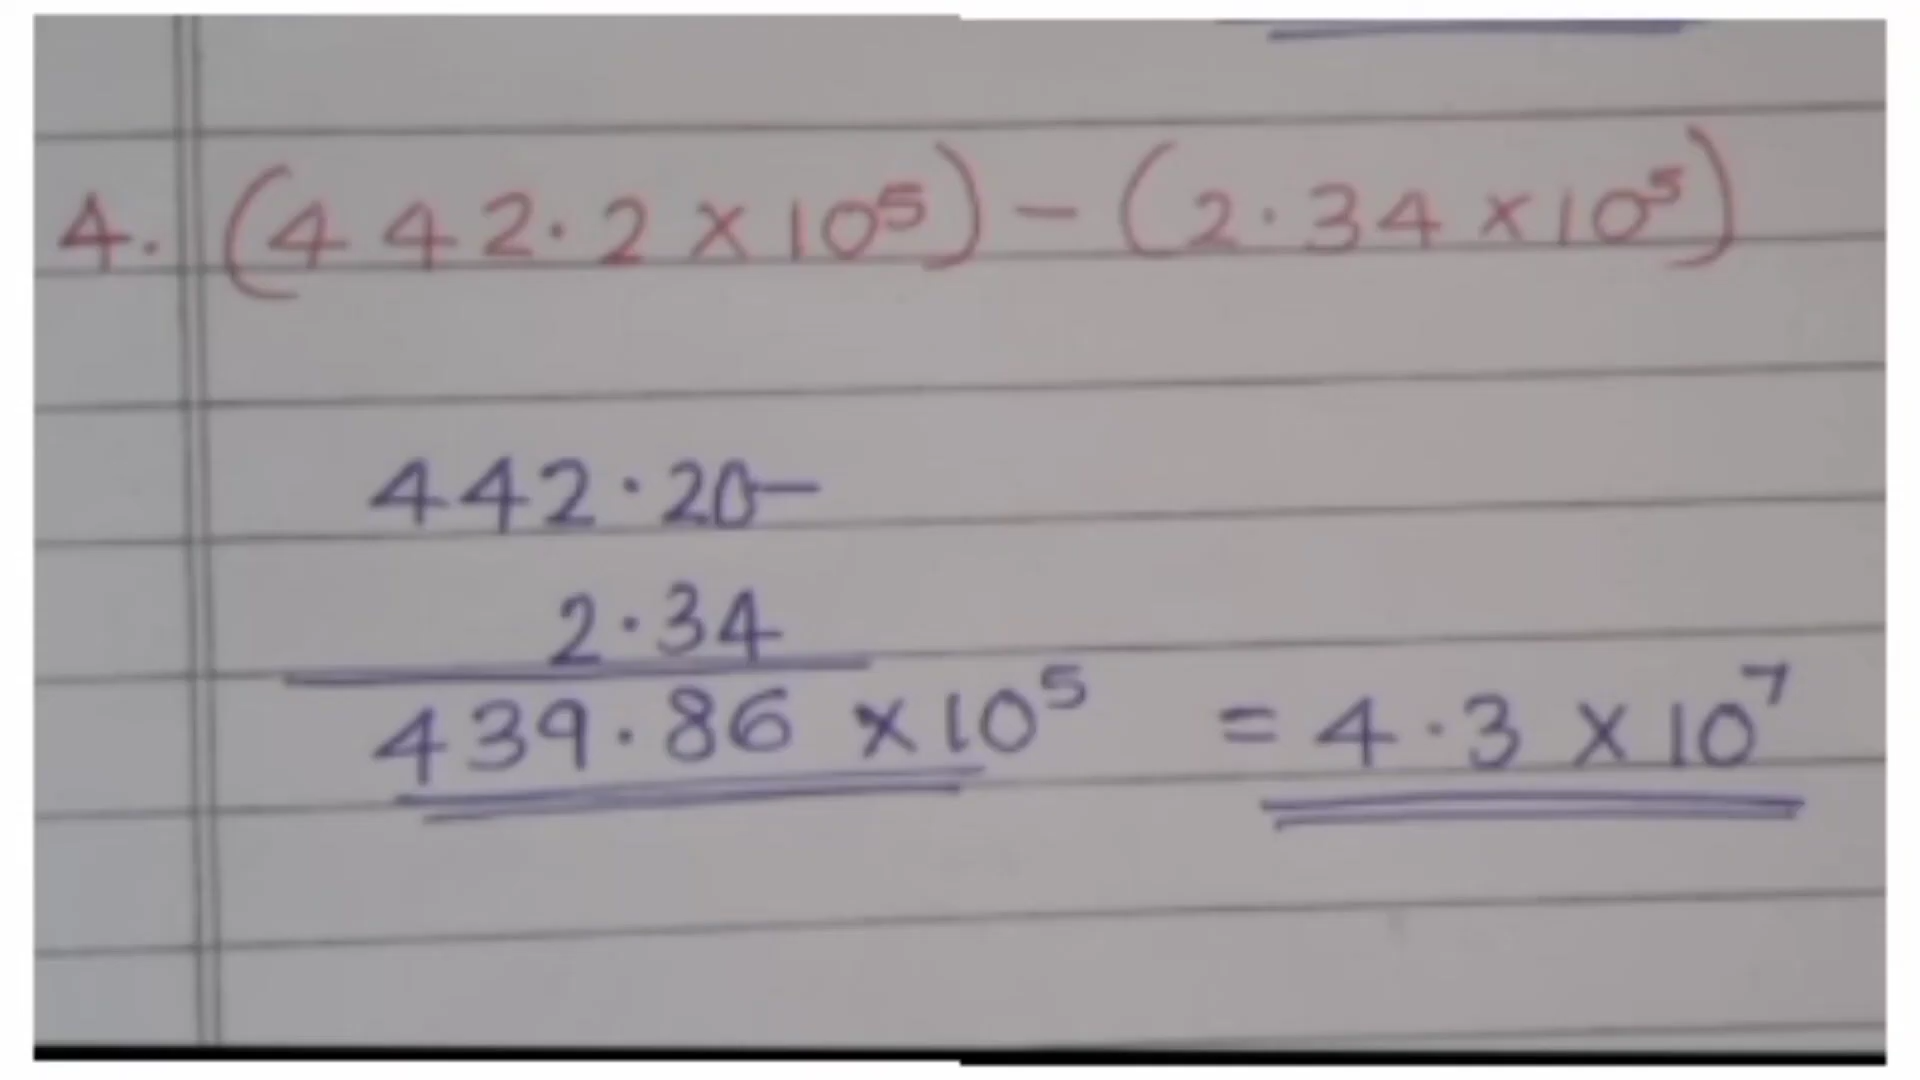 4. (442.2 x 10⁵) - (2.34 x 10⁵)
442.20-
2.34
439.86 x 10⁵ = 4.3 x 10⁷